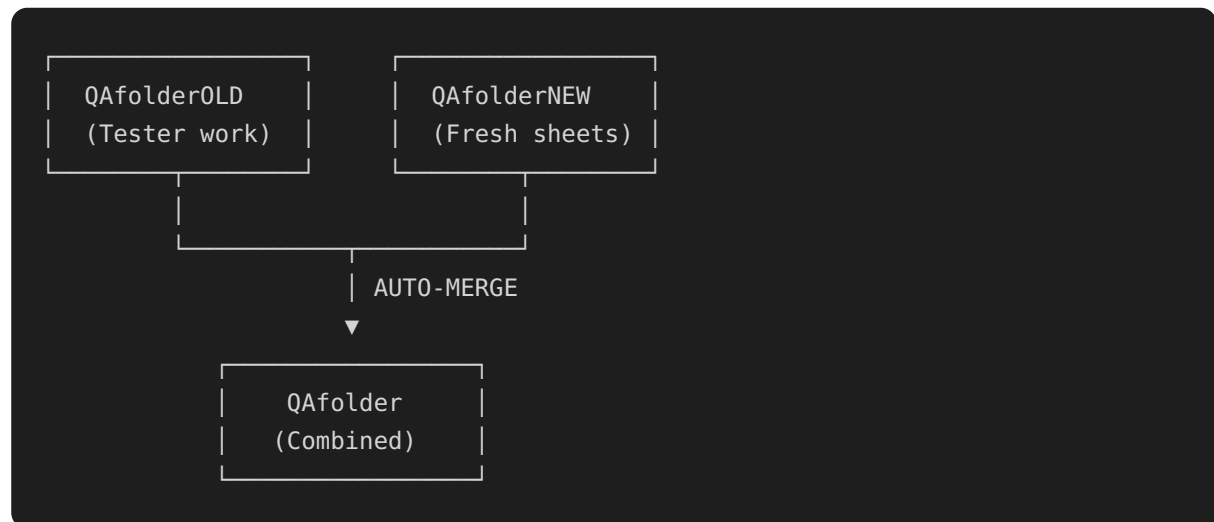 QAfolderOLD QAfolderNEW
(Tester work) (Fresh sheets)
AUTO-MERGE
QAfolder
(Combined)